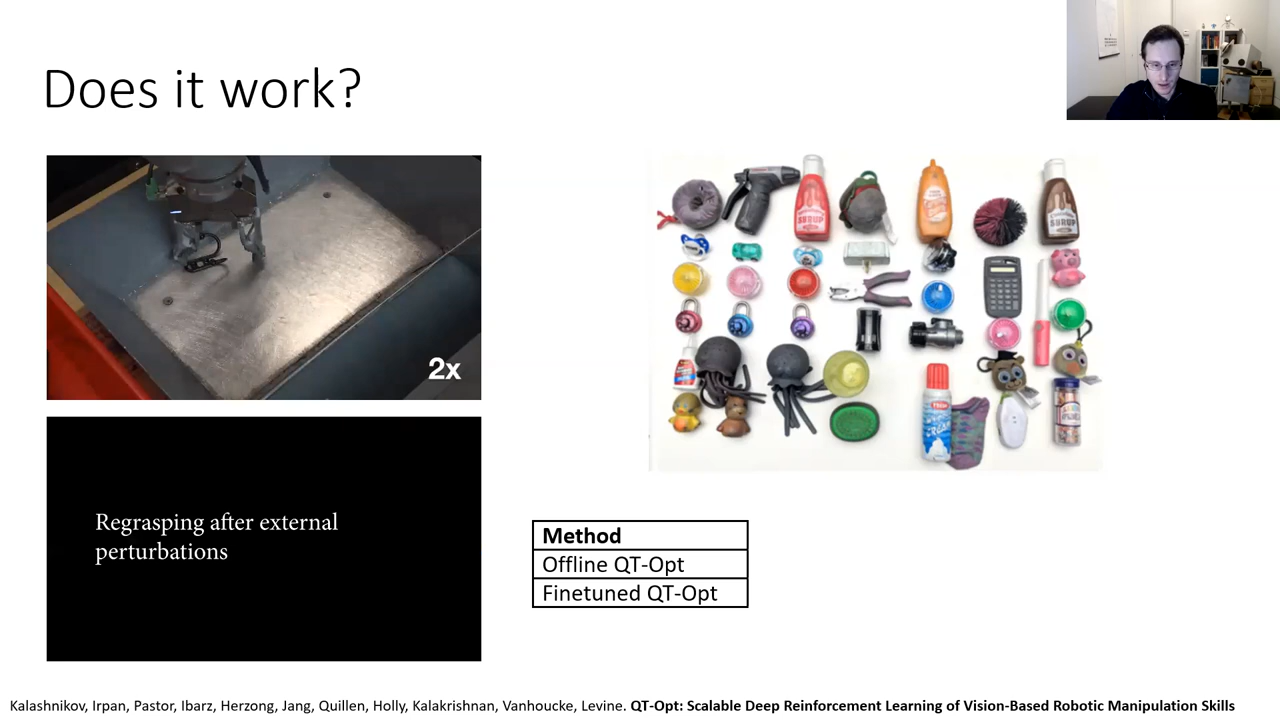 Does it work?
2x
SYRUP
SYRUP
Regrasping after external
perturbations
Method
Offline QT-Opt
Finetuned QT-Opt
Kalashnikov, Irpan, Pastor, Ibarz, Herzong, Jang, Quillen, Holly, Kalakrishnan, Vanhoucke, Levine. QT-Opt: Scalable Deep Reinforcement Learning of Vision-Based Robotic Manipulation Skills